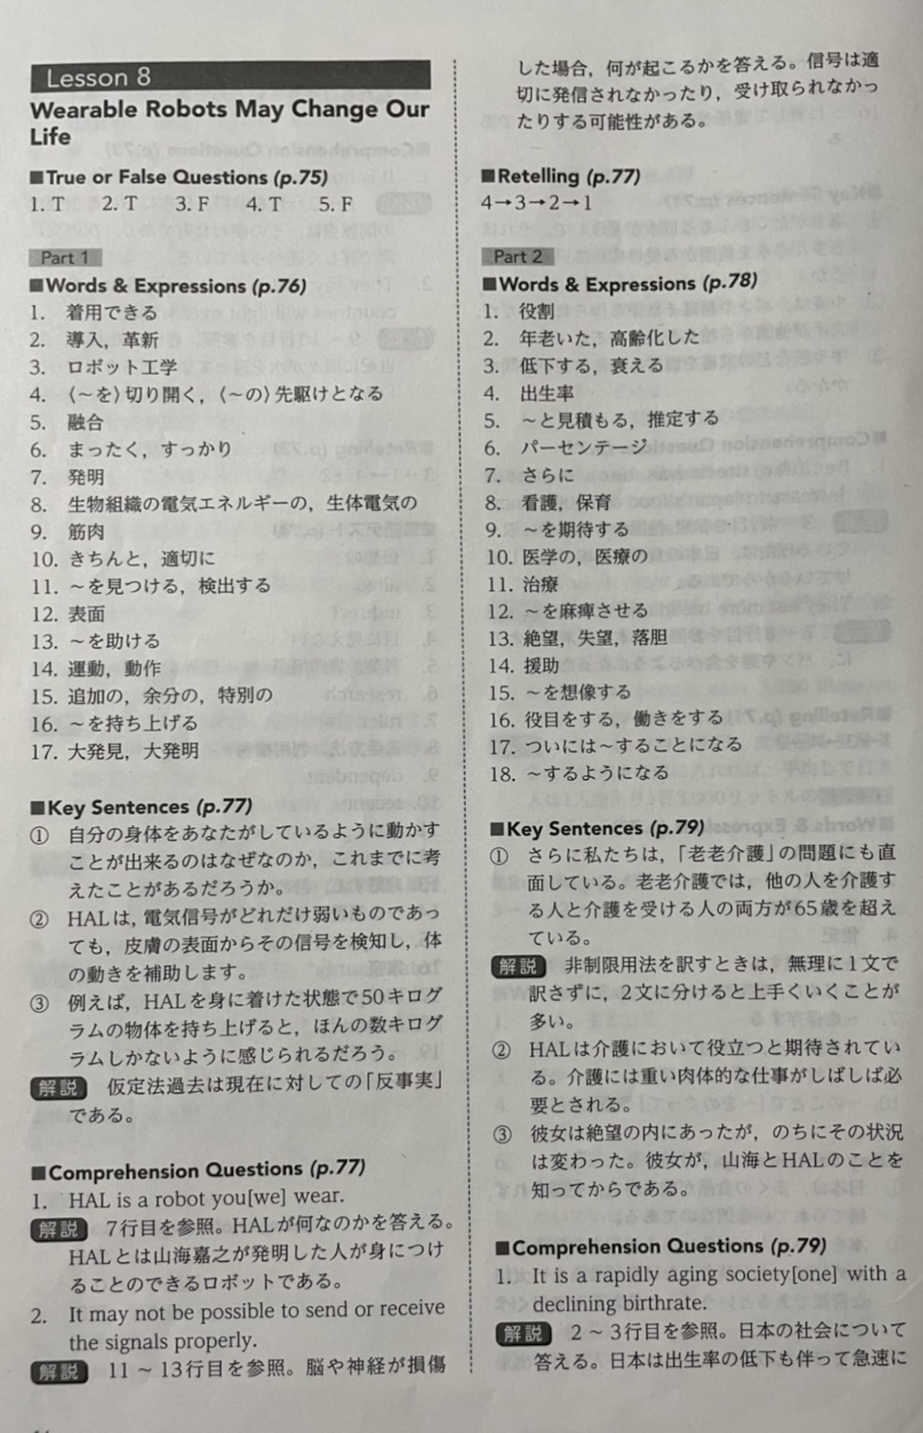 Lesson 8
Wearable Robots May Change Our
Life
■True or False Questions (p.75)
1. T 2. T 3. F 4. T 5. F
Part 1
■Words & Expressions (p.76)
1. 着用できる
2. 導入，革新
3. ロボット工学
4. 〈～を〉切り開く，〈～の〉先駆けとなる
5. 融合
6. まったく，すっかり
7. 発明
8. 生物組織の電気エネルギーの，生体電気の
9. 筋肉
10. きちんと，適切に
11. ～を見つける，検出する
12. 表面
13. ～を助ける
14. 運動，動作
15. 追加の，余分の，特別の
16. ～を持ち上げる
17. 大発見，大発明
■Key Sentences (p.77)
① 自分の身体をあなたがしているように動かす
ことが出来るのはなぜなのか，これまでに考
えたことがあるだろうか。
② HALは，電気信号がどれだけ弱いものであっ
ても，皮膚の表面からその信号を検知し，体
の動きを補助します。
③ 例えば，HALを身に着けた状態で50キログ
ラムの物体を持ち上げると，ほんの数キログ
ラムしかないように感じられるだろう。
解説 仮定法過去は現在に対しての「反事実」
である。
■Comprehension Questions (p.77)
1. HAL is a robot you[we] wear.
解説 7行目を参照。HALが何なのかを答える。
HALとは山海嘉之が発明した人が身につけ
ることのできるロボットである。
2. It may not be possible to send or receive
the signals properly.
解説 11 ～ 13行目を参照。脳や神経が損傷
した場合，何が起こるかを答える。信号は適
切に発信されなかったり，受け取られなかっ
たりする可能性がある。
■Retelling (p.77)
4→3→2→1
Part 2
■Words & Expressions (p.78)
1. 役割
2. 年老いた，高齢化した
3. 低下する，衰える
4. 出生率
5. ～と見積もる，推定する
6. パーセンテージ
7. さらに
8. 看護，保育
9. ～を期待する
10. 医学の，医療の
11. 治療
12. ～を麻痺させる
13. 絶望，失望，落胆
14. 援助
15. ～を想像する
16. 役目をする，働きをする
17. ついには～することになる
18. ～するようになる
■Key Sentences (p.79)
① さらに私たちは，「老老介護」の問題にも直
面している。老老介護では，他の人を介護す
る人と介護を受ける人の両方が65歳を超え
ている。
解説 非制限用法を訳すときは，無理に1文で
訳さずに，2文に分けると上手くいくことが
多い。
② HALは介護において役立つと期待されてい
る。介護には重い肉体的な仕事がしばしば必
要とされる。
③ 彼女は絶望の内にあったが，のちにその状況
は変わった。彼女が，山海とHALのことを
知ってからである。
■Comprehension Questions (p.79)
1. It is a rapidly aging society[one] with a
declining birthrate.
解説 2 ～ 3行目を参照。日本の社会について
答える。日本は出生率の低下も伴って急速に